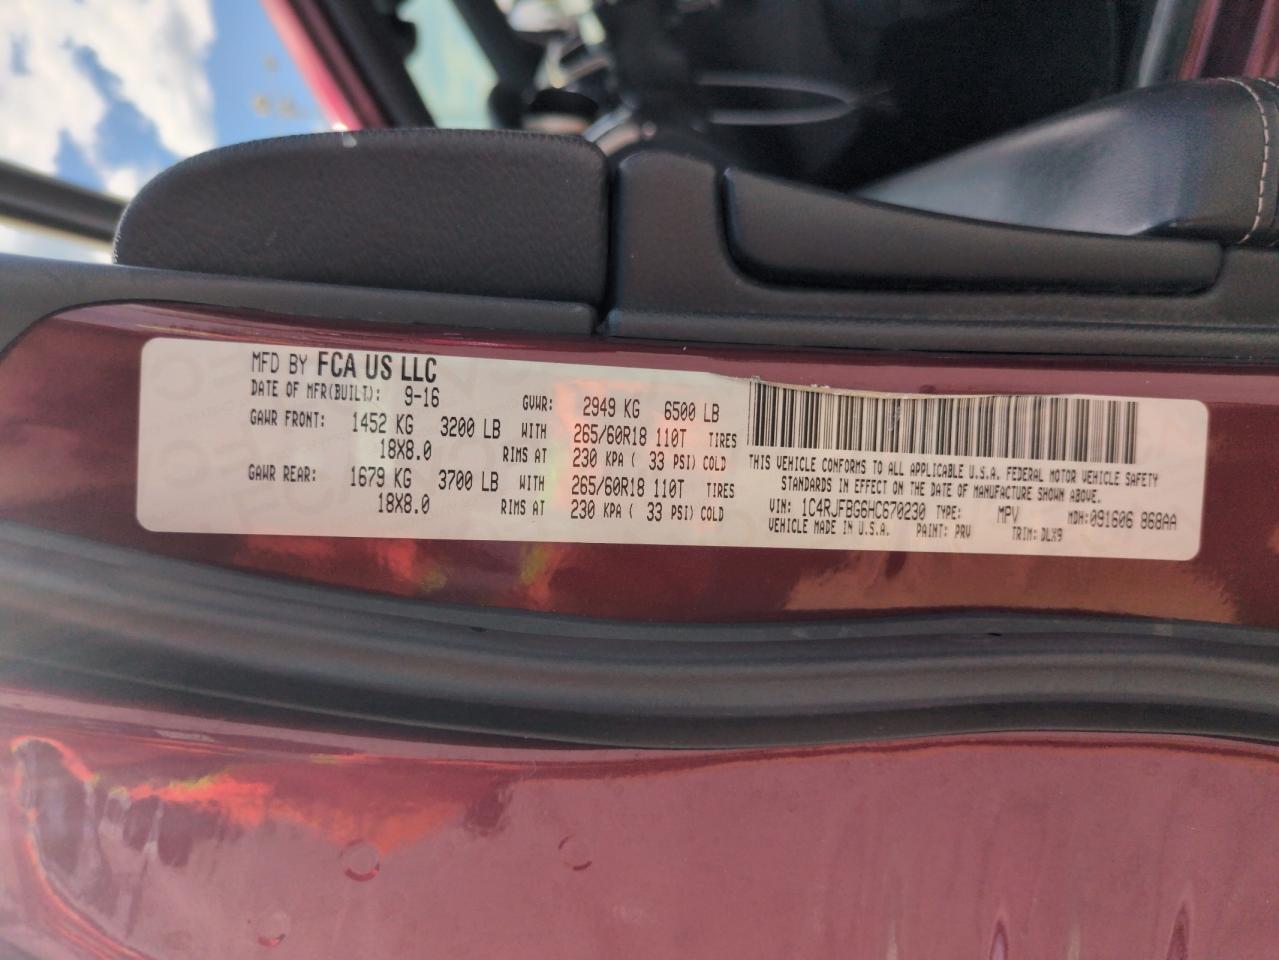 MFD BY FCA US LLC
DATE OF MFR(BUILT): 9-16 GVWR: 2949 KG 6500 LB
GAWR FRONT: 1452 KG 3200 LB WITH 265/60R18 110T TIRES
18X8.0 RIMS AT 230 KPA ( 33 PSI) COLD
GAWR REAR: 1679 KG 3700 LB WITH 265/60R18 110T TIRES
18X8.0 RIMS AT 230 KPA ( 33 PSI) COLD
THIS VEHICLE CONFORMS TO ALL APPLICABLE U.S.A. FEDERAL MOTOR VEHICLE SAFETY
STANDARDS IN EFFECT ON THE DATE OF MANUFACTURE SHOWN ABOVE.
VIN: 1C4RJFBG6HC670230 TYPE: MPV MDH:091606 868AA
VEHICLE MADE IN U.S.A. PAINT: PRV TRIM: DLX9